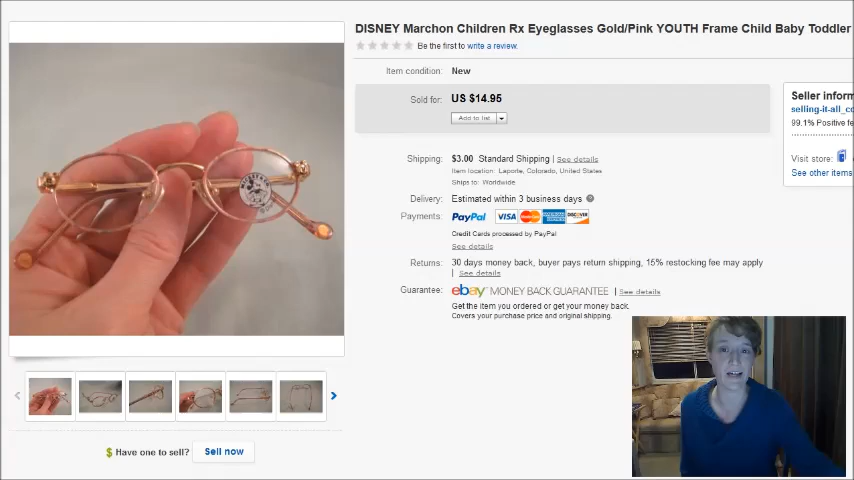 DISNEY Marchon Children Rx Eyeglasses Gold/Pink YOUTH Frame Child Baby Toddler
Be the first to write a review.
Item condition: New
Sold for: US $14.95
Add to list
Seller inform
selling-it-all_co
99.1% Positive fe
Visit store:
See other items
Shipping: $3.00 Standard Shipping | See details
Item location: Laporte, Colorado, United States
Ships to: Worldwide
Delivery: Estimated within 3 business days
Payments: PayPal VISA MasterCard DISCOVER
Credit Cards processed by PayPal
See details
Returns: 30 days money back, buyer pays return shipping, 15% restocking fee may apply
| See details
Guarantee: ebay MONEY BACK GUARANTEE | See details
Get the item you ordered or get your money back.
Covers your purchase price and original shipping.
$ Have one to sell? Sell now